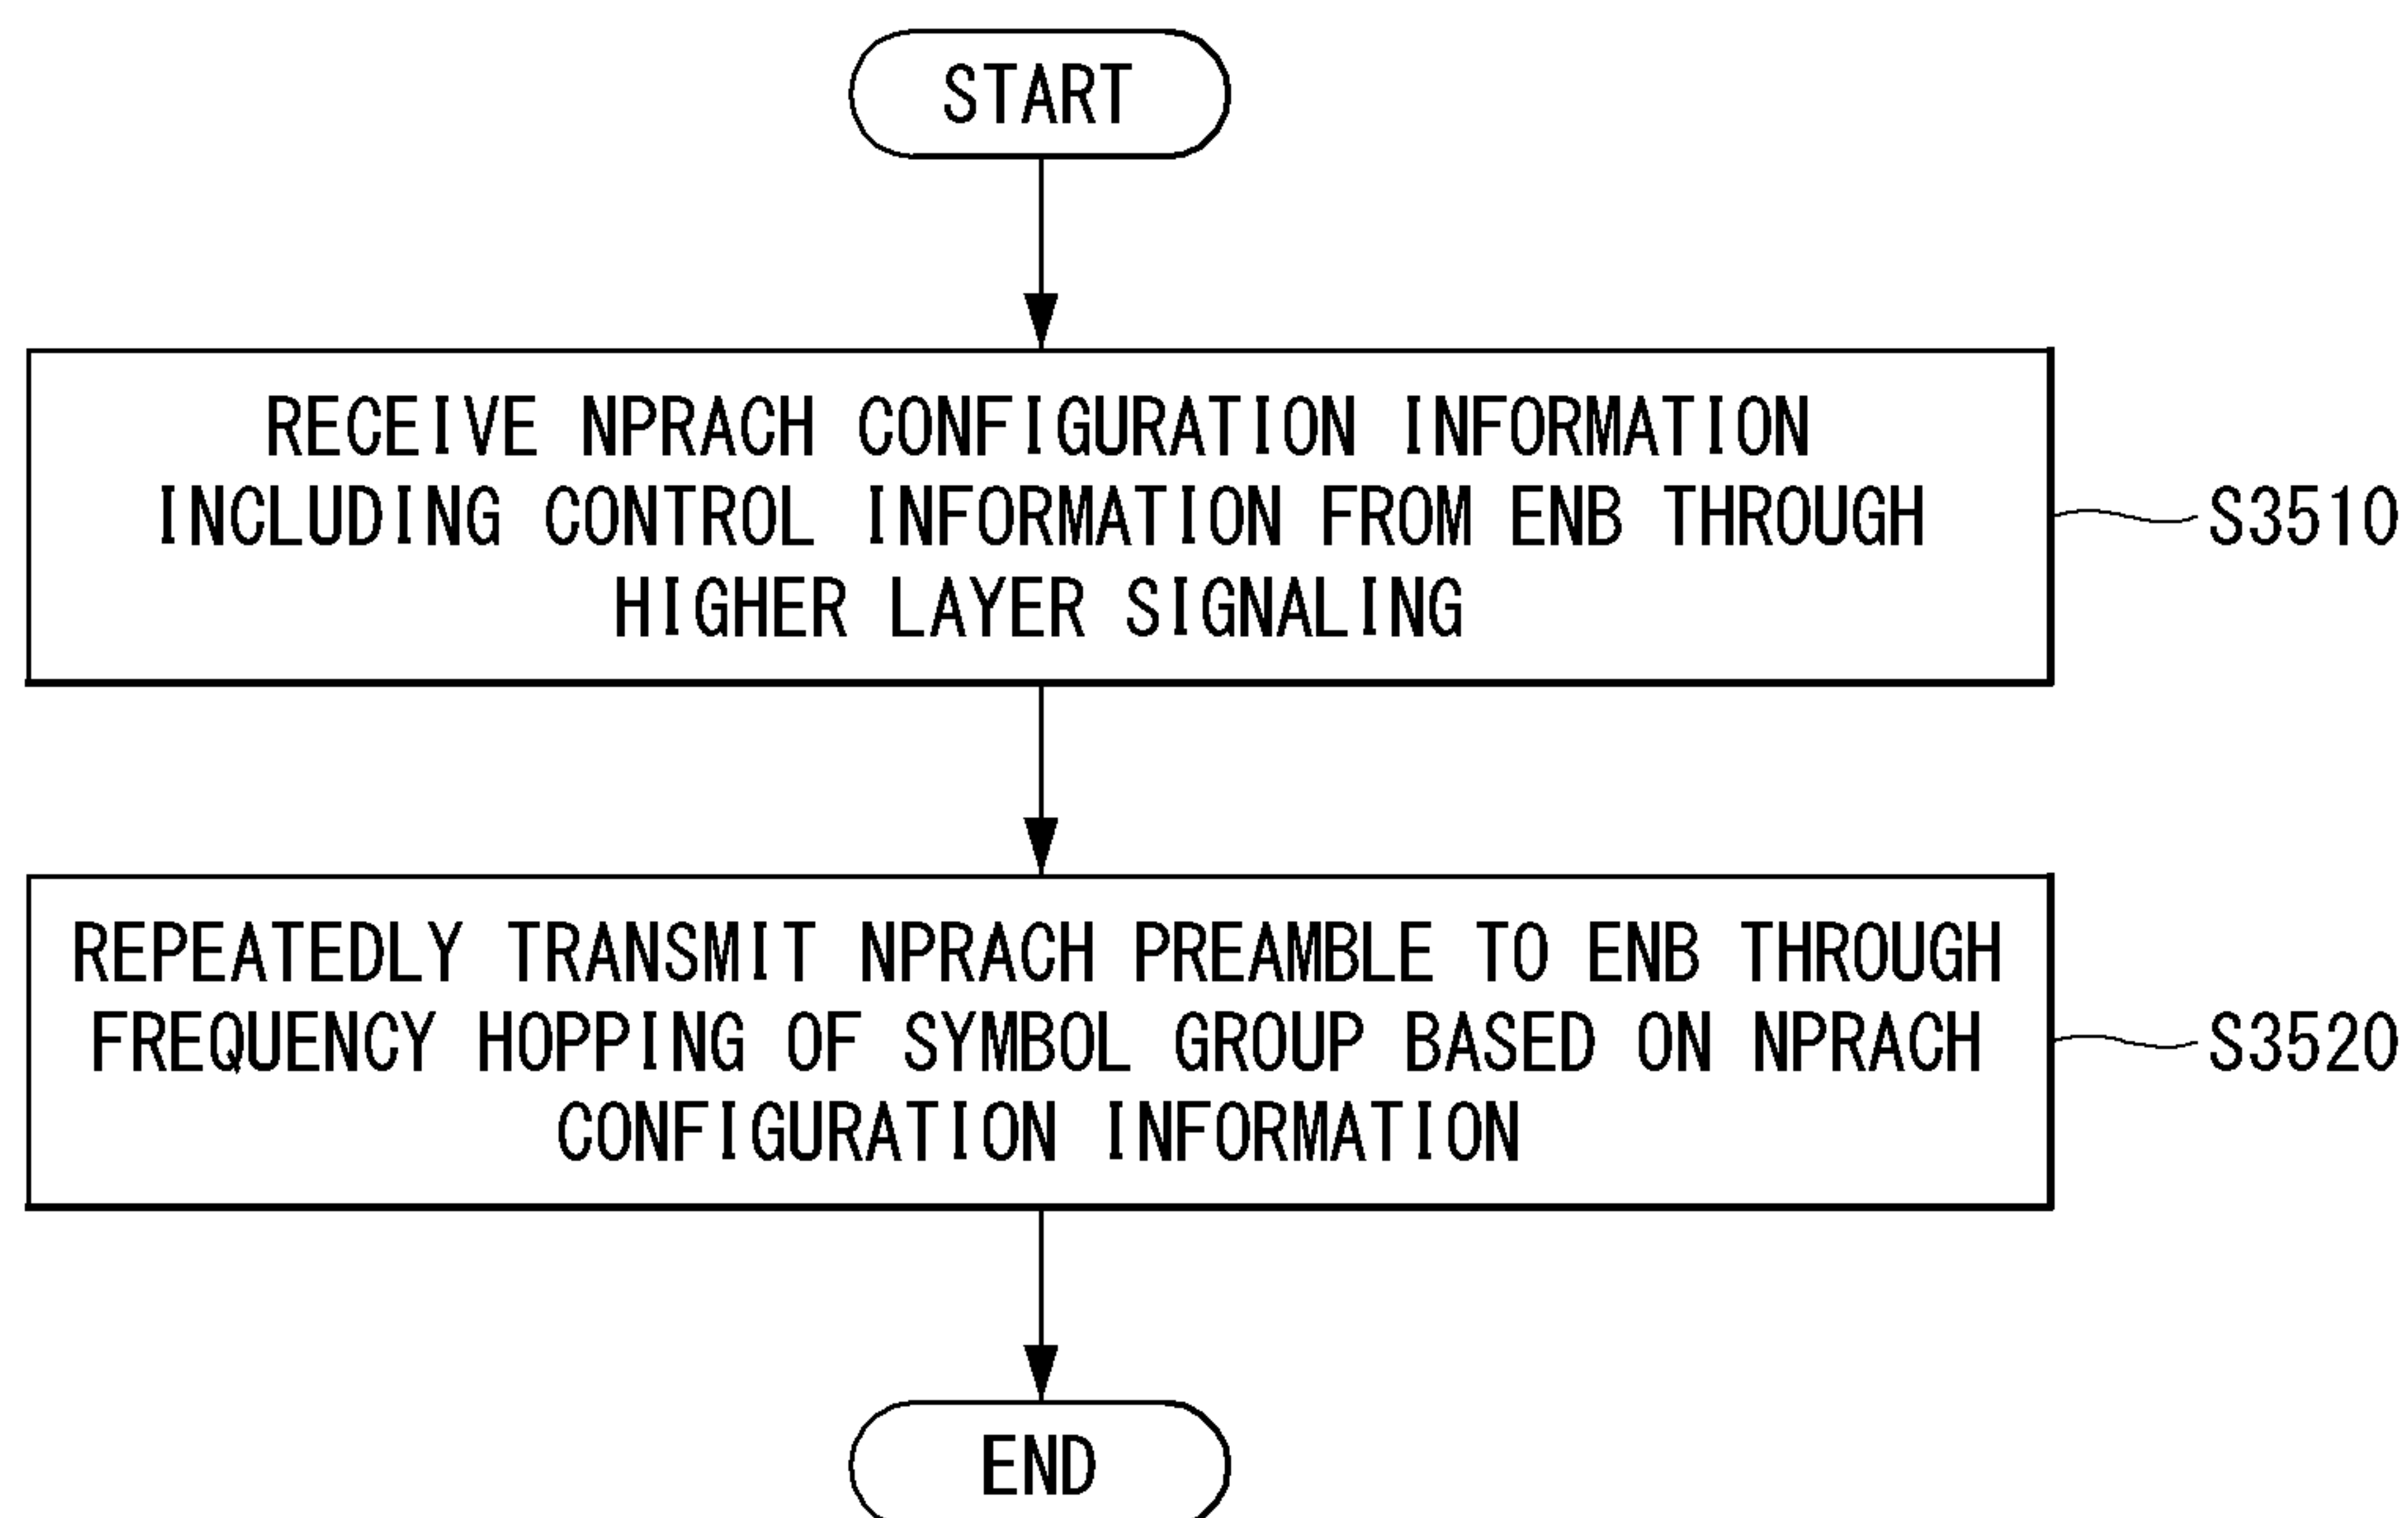 START
RECEIVE NPRACH CONFIGURATION INFORMATION
INCLUDING CONTROL INFORMATION FROM ENB THROUGH
HIGHER LAYER SIGNALING
S3510
REPEATEDLY TRANSMIT NPRACH PREAMBLE TO ENB THROUGH
FREQUENCY HOPPING OF SYMBOL GROUP BASED ON NPRACH
CONFIGURATION INFORMATION
S3520
END